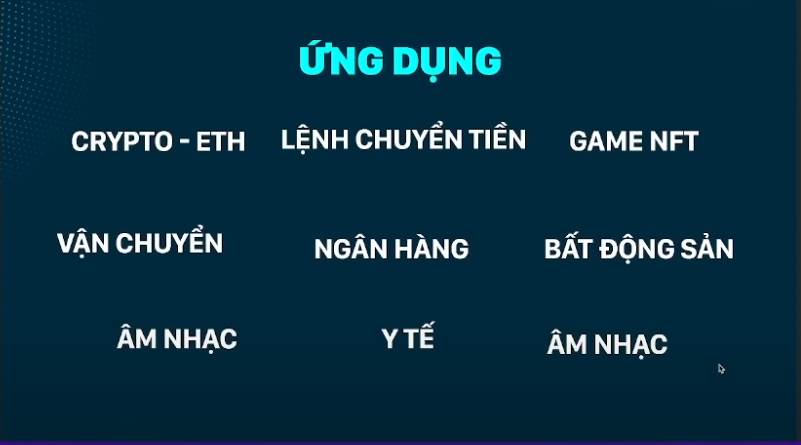 ỨNG DỤNG
CRYPTO - ETH
LỆNH CHUYỂN TIỀN
GAME NFT
VẬN CHUYỂN
NGÂN HÀNG
BẤT ĐỘNG SẢN
ÂM NHẠC
Y TẾ
ÂM NHẠC